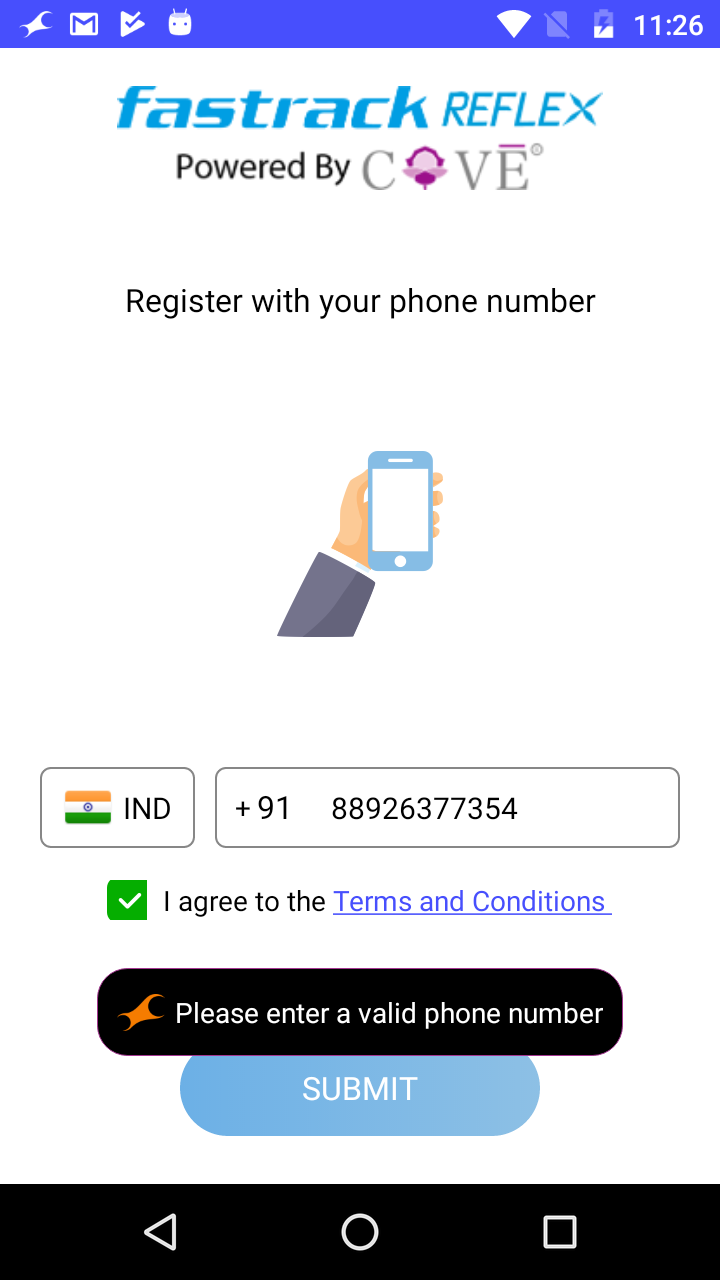 11:26
fastrack REFLEX
Powered By COVĒ®
Register with your phone number
IND
+ 91 88926377354
I agree to the Terms and Conditions
Please enter a valid phone number
SUBMIT